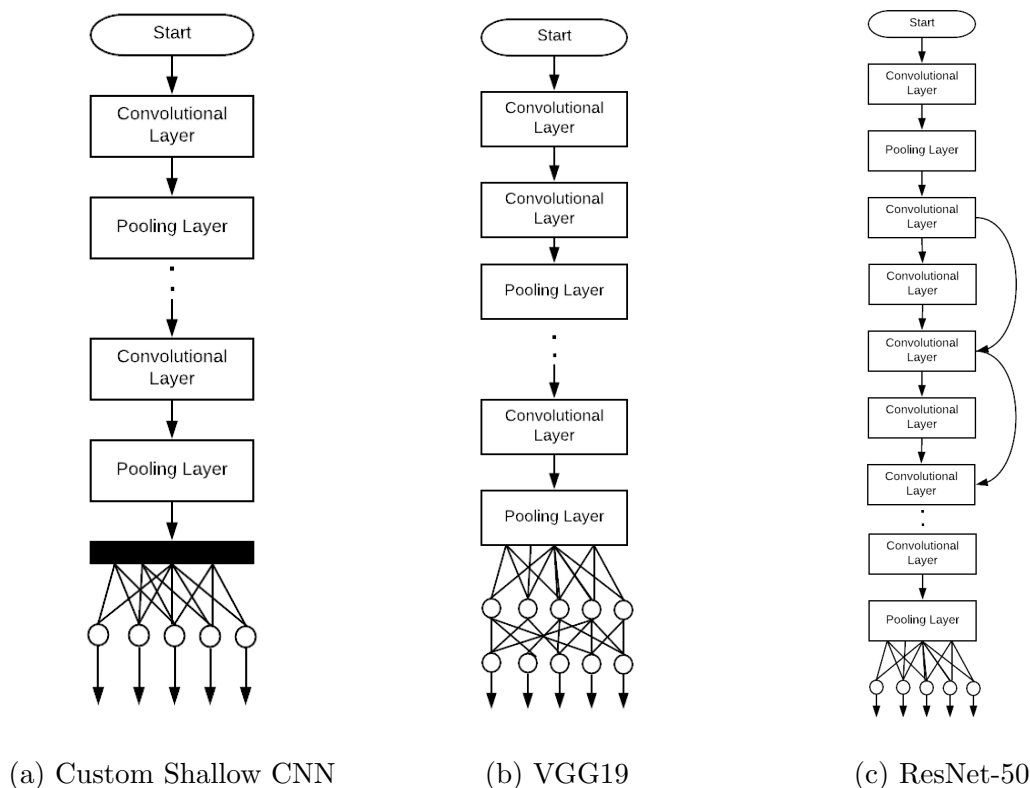 Start
Convolutional
Layer
Pooling Layer
Convolutional
Layer
Pooling Layer
(a) Custom Shallow CNN
Start
Convolutional
Layer
Convolutional
Layer
Pooling Layer
Convolutional
Layer
Pooling Layer
(b) VGG19
Start
Convolutional
Layer
Pooling Layer
Convolutional
Layer
Convolutional
Layer
Convolutional
Layer
Convolutional
Layer
Convolutional
Layer
Convolutional
Layer
Pooling Layer
(c) ResNet-50